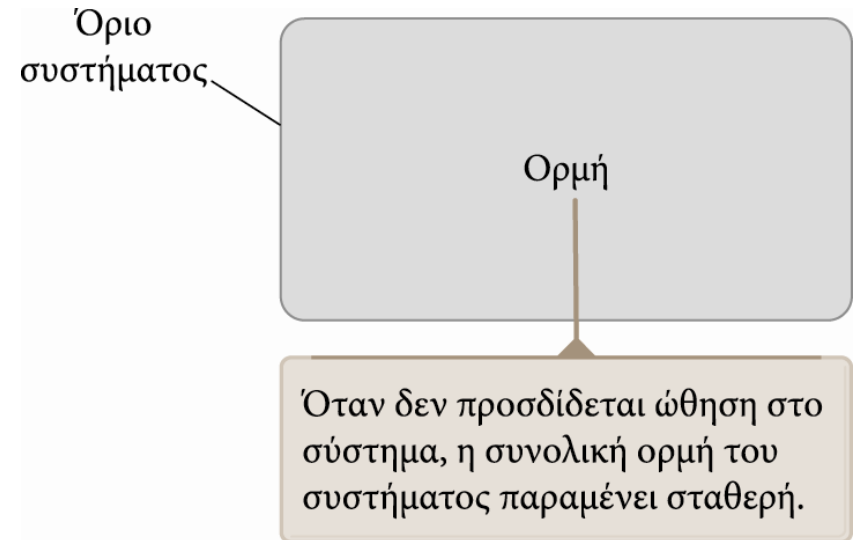 Όριο
συστήματος
Ορμή
Όταν δεν προσδίδεται ώθηση στο
σύστημα, η συνολική ορμή του
συστήματος παραμένει σταθερή.